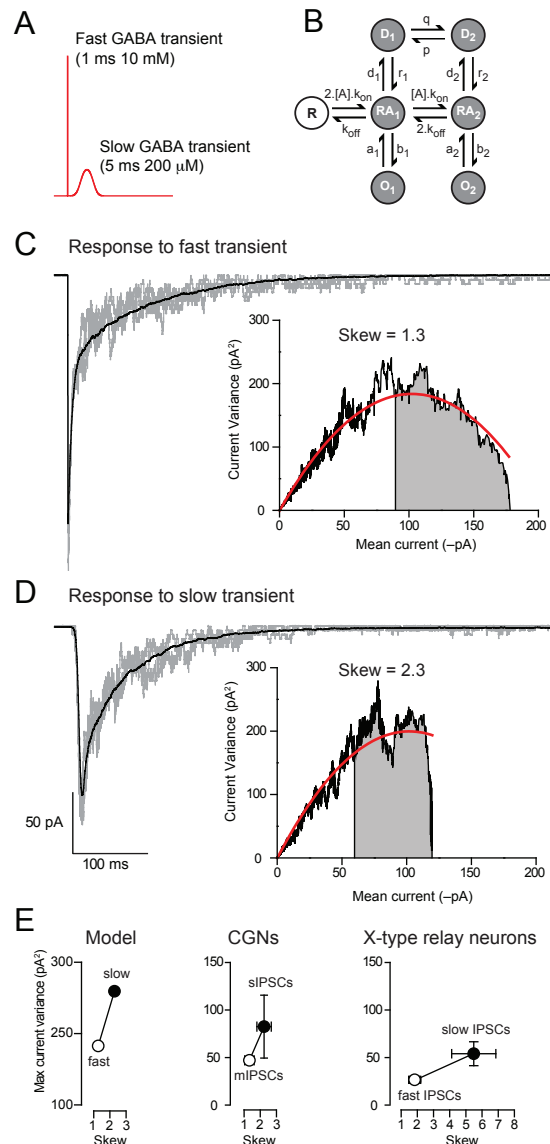 A
Fast GABA transient
(1 ms 10 mM)
Slow GABA transient
(5 ms 200 μM)
B
D1 q D2
p
d1 r1 d2 r2
2.[A].kon [A].kon
R RA1 RA2
koff 2.koff
a1 b1 a2 b2
O1 O2
C Response to fast transient
Skew = 1.3
Current Variance (pA²)
300
200
100
0
0 50 100 150 200
Mean current (–pA)
D Response to slow transient
Skew = 2.3
Current Variance (pA²)
300
200
100
0
0 50 100 150 200
Mean current (–pA)
50 pA
100 ms
E
Model
Max current variance (pA²)
300
250
100
slow
fast
1 2 3
Skew
CGNs
150
100
50
0
sIPSCs
mIPSCs
1 2 3
Skew
X-type relay neurons
150
100
50
0
slow IPSCs
fast IPSCs
1 2 3 4 5 6 7 8
Skew